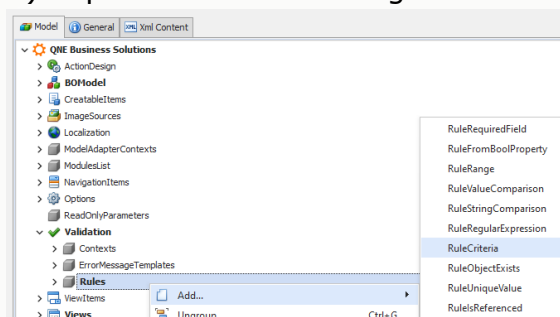 Model
General
Xml Content
QNE Business Solutions
ActionDesign
BOModel
CreatableItems
ImageSources
Localization
ModelAdapterContexts
ModulesList
NavigationItems
Options
ReadOnlyParameters
Validation
Contexts
ErrorMessageTemplates
Rules
ViewItems
Views
Add...
Ungroup
Ctrl+G
RuleRequiredField
RuleFromBoolProperty
RuleRange
RuleValueComparison
RuleStringComparison
RuleRegularExpression
RuleCriteria
RuleObjectExists
RuleUniqueValue
RuleIsReferenced